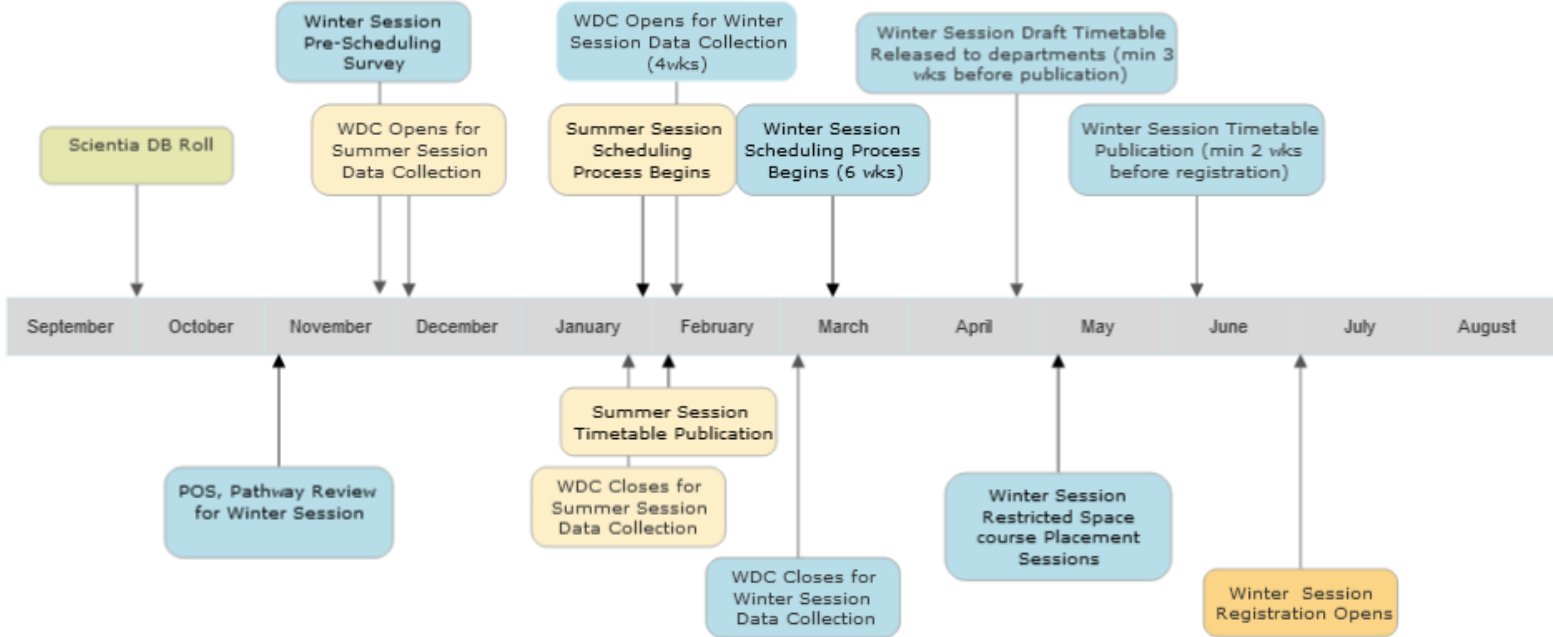 Winter Session
Pre-Scheduling
Survey
WDC Opens for Winter
Session Data Collection
(4wks)
Winter Session Draft Timetable
Released to departments (min 3
wks before publication)
Scientia DB Roll
WDC Opens for
Summer Session
Data Collection
Summer Session
Scheduling
Process Begins
Winter Session
Scheduling Process
Begins (6 wks)
Winter Session Timetable
Publication (min 2 wks
before registration)
September October November December January February March April May June July August
Summer Session
Timetable Publication
POS, Pathway Review
for Winter Session
WDC Closes for
Summer Session
Data Collection
Winter Session
Restricted Space
course Placement
Sessions
WDC Closes for
Winter Session
Data Collection
Winter Session
Registration Opens